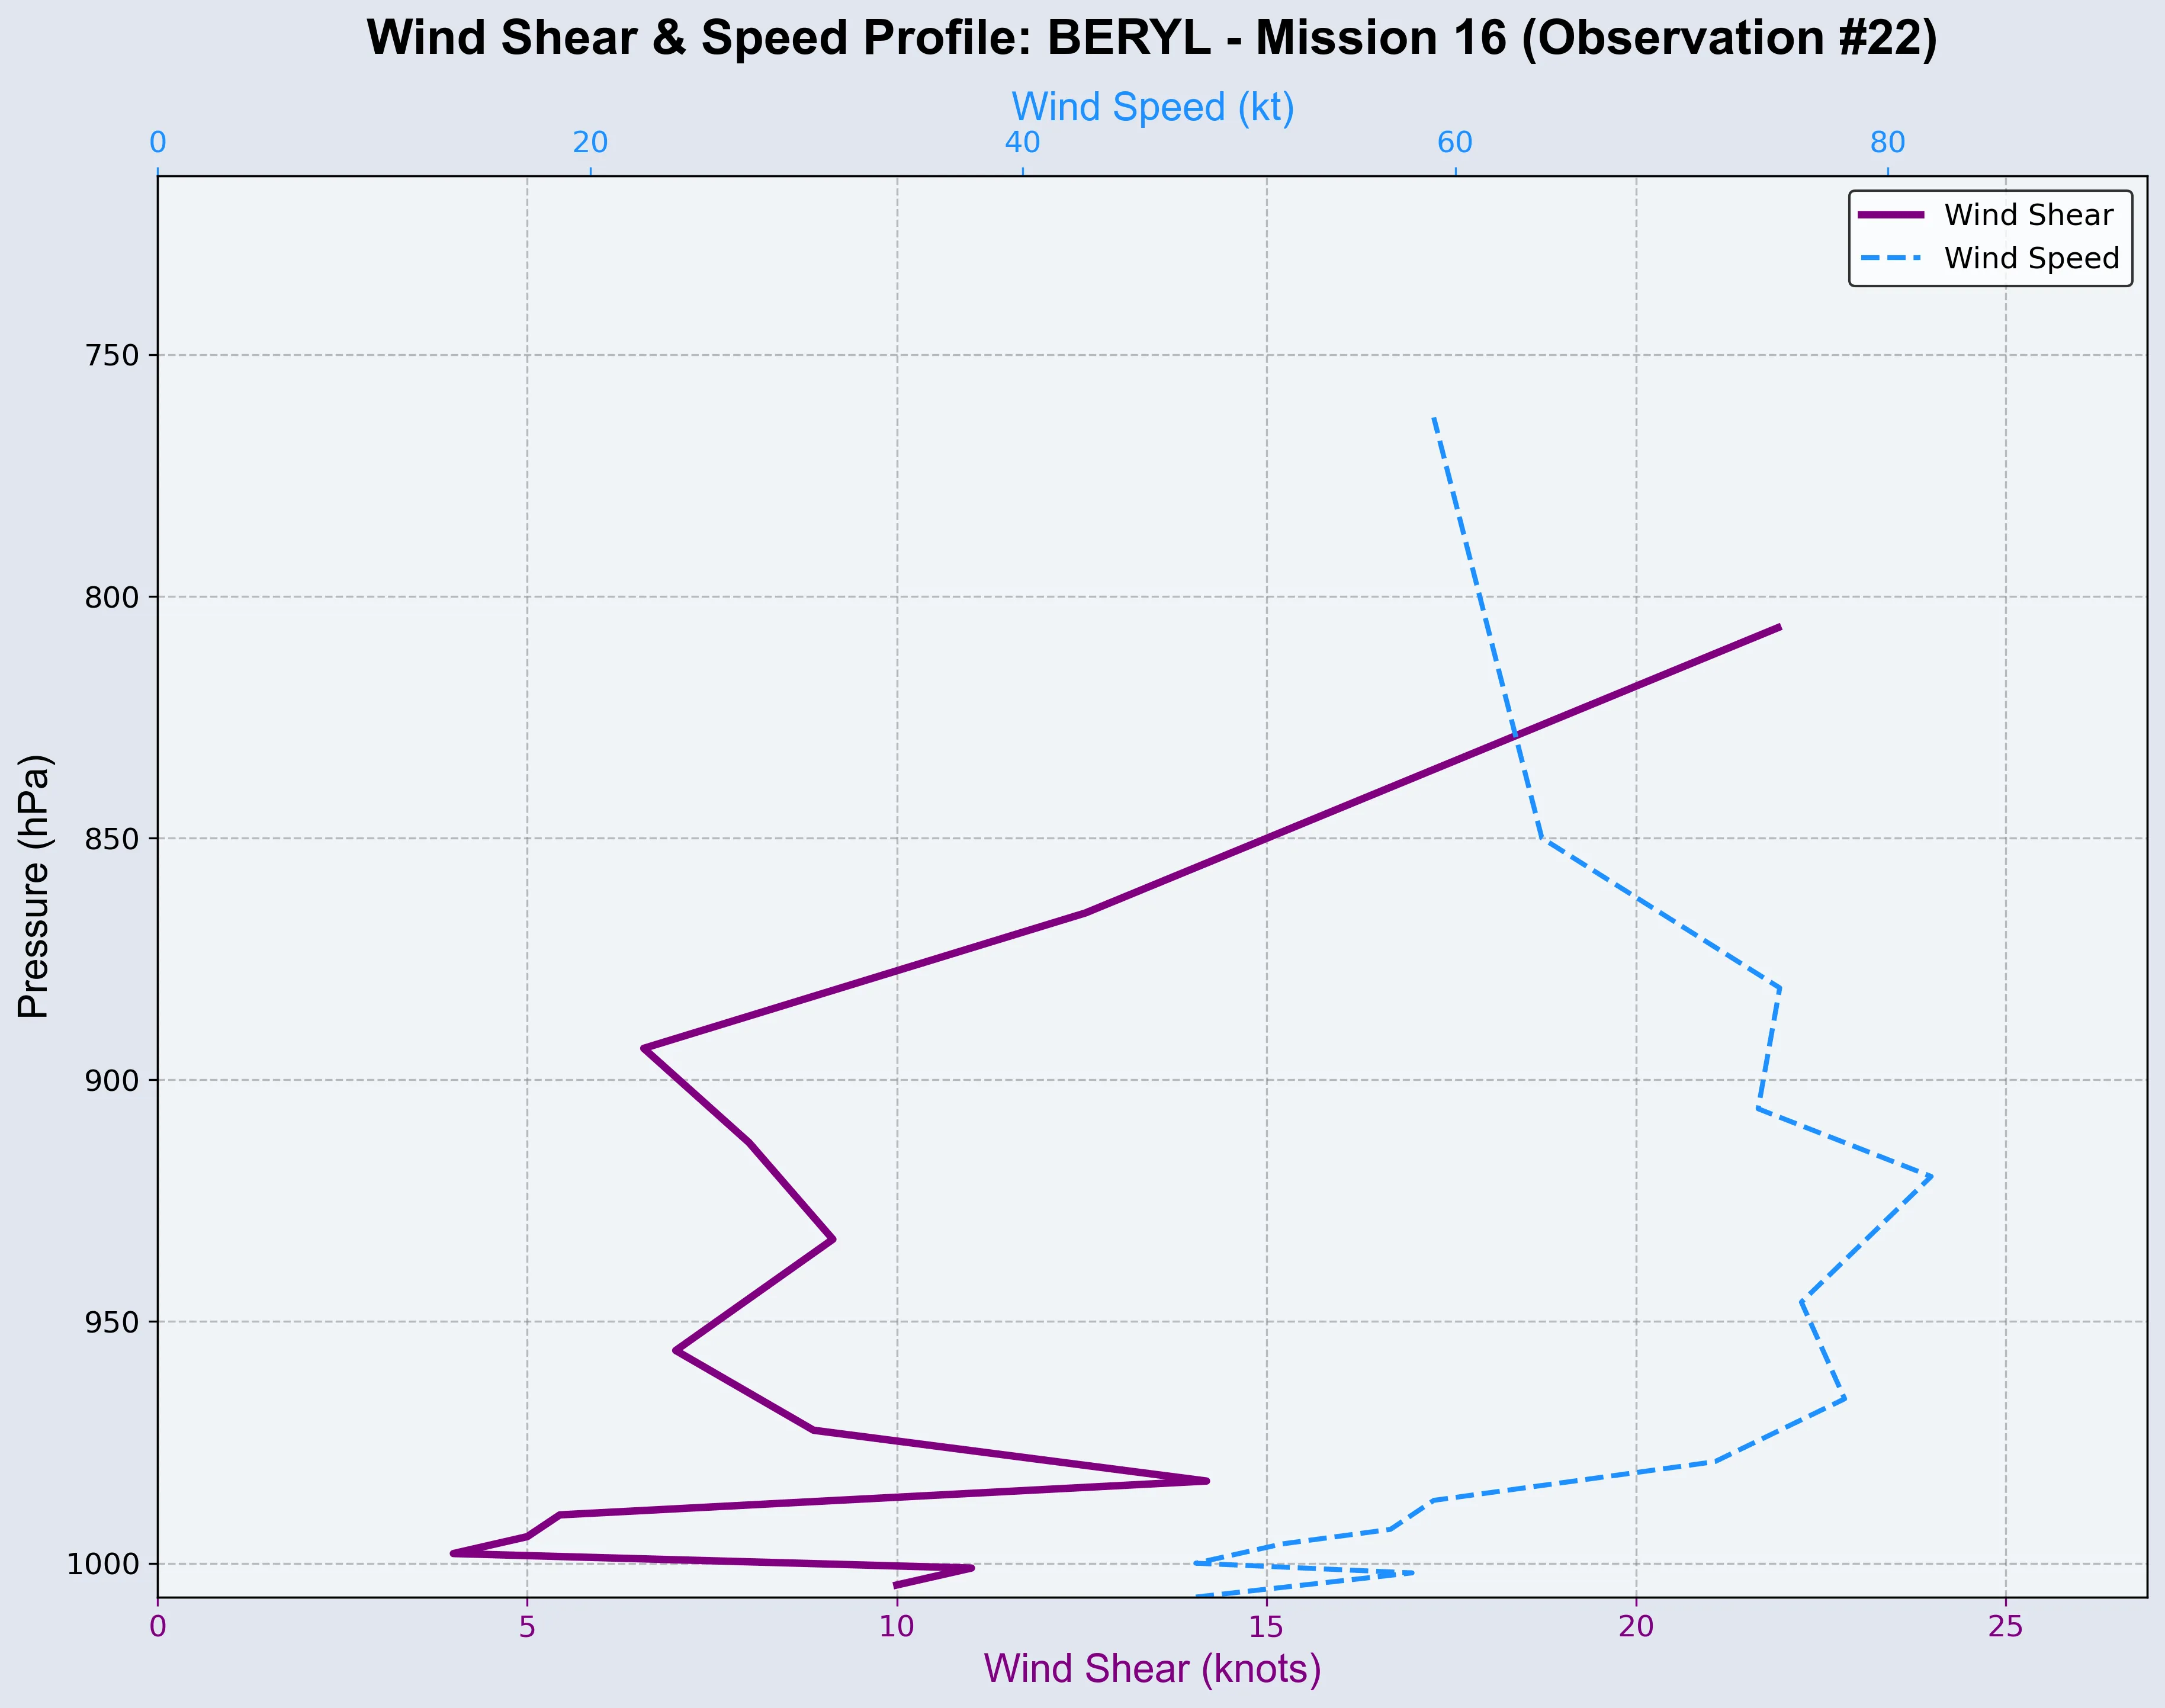 Wind Shear & Speed Profile: BERYL - Mission 16 (Observation #22)
Wind Speed (kt)
0 20 40 60 80
Wind Shear
Wind Speed
Pressure (hPa)
750
800
850
900
950
1000
0 5 10 15 20 25
Wind Shear (knots)